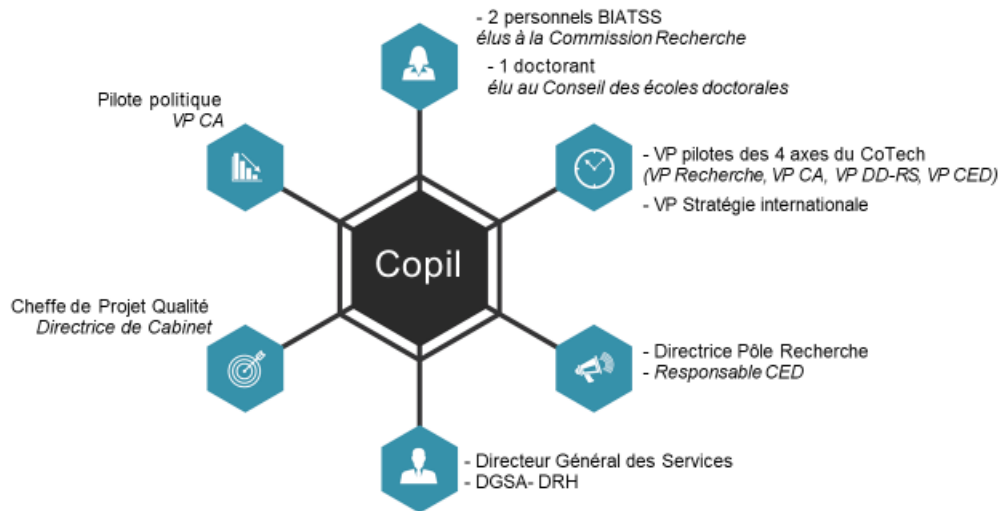 - 2 personnels BIATSS
élus à la Commission Recherche
- 1 doctorant
élu au Conseil des écoles doctorales
Pilote politique
VP CA
- VP pilotes des 4 axes du CoTech
(VP Recherche, VP CA, VP DD-RS, VP CED)
- VP Stratégie internationale
Copil
Cheffe de Projet Qualité
Directrice de Cabinet
- Directrice Pôle Recherche
- Responsable CED
- Directeur Général des Services
- DGSA- DRH